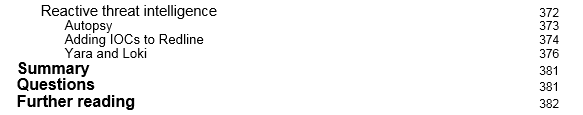 Reactive threat intelligence 372
Autopsy 373
Adding IOCs to Redline 374
Yara and Loki 376
Summary 381
Questions 381
Further reading 382